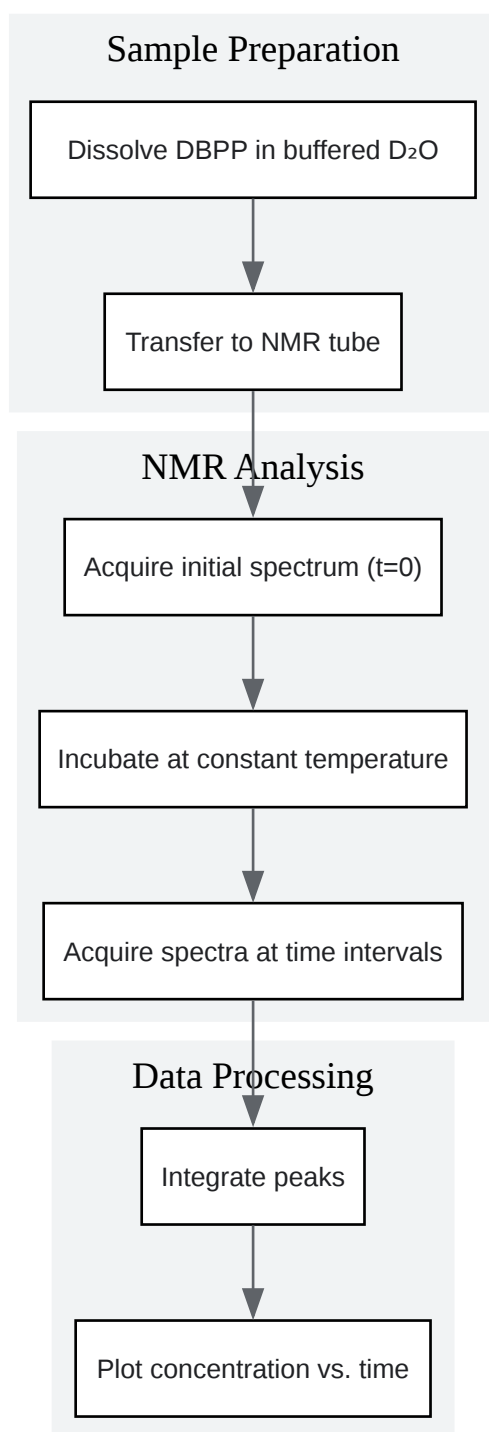 Sample Preparation
Dissolve DBPP in buffered D₂O
Transfer to NMR tube
NMR Analysis
Acquire initial spectrum (t=0)
Incubate at constant temperature
Acquire spectra at time intervals
Data Processing
Integrate peaks
Plot concentration vs. time